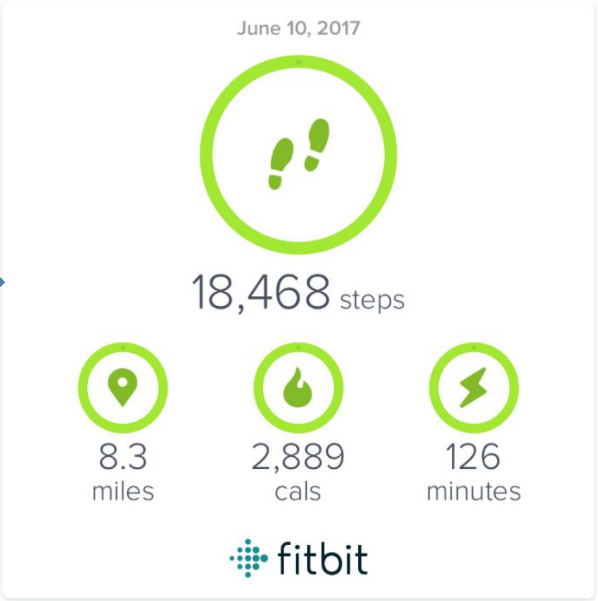 June 10, 2017
18,468 steps
8.3 2,889 126
miles cals minutes
fitbit